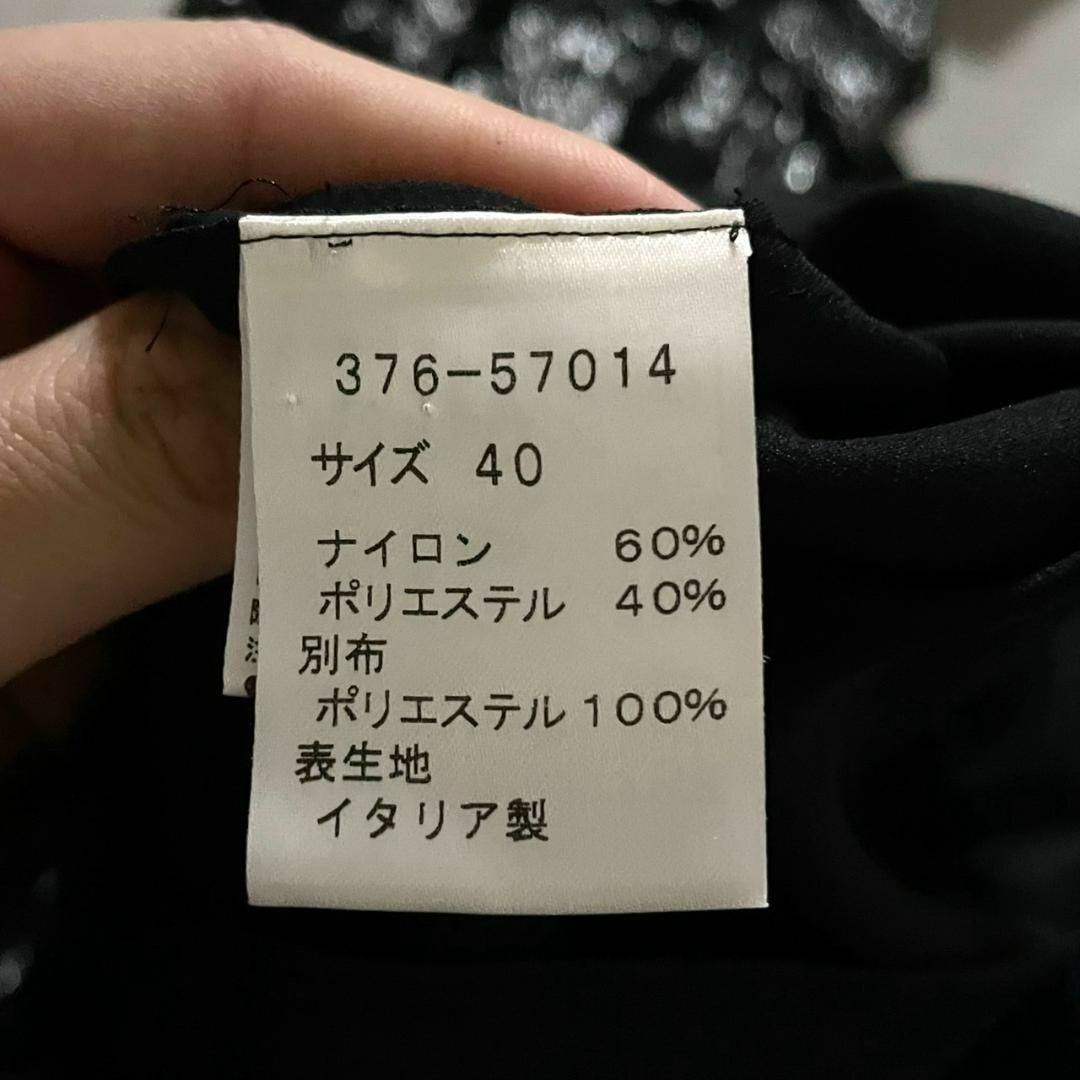 376-57014
サイズ 40
ナイロン 60%
ポリエステル 40%
別布
ポリエステル 100%
表生地
イタリア製